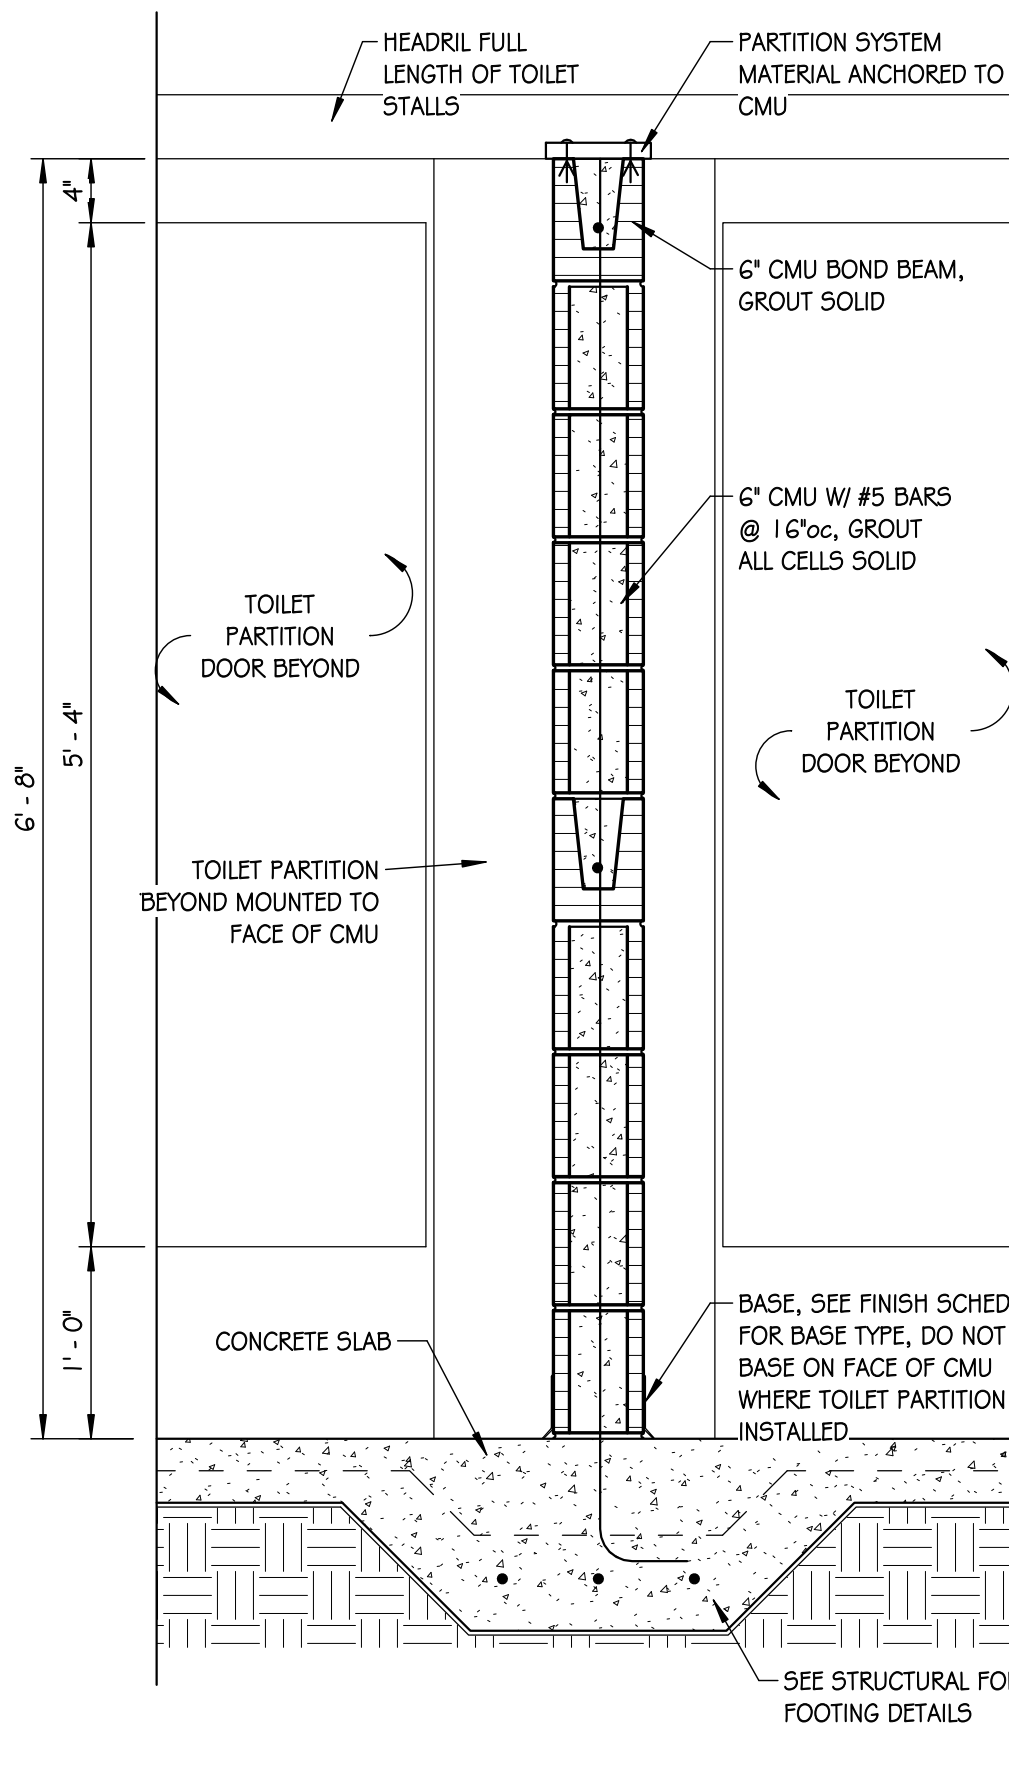 HEADRIL FULL
LENGTH OF TOILET
STALLS
PARTITION SYSTEM
MATERIAL ANCHORED TO
CMU
4"
6" CMU BOND BEAM,
GROUT SOLID
6" CMU W/ #5 BARS
@ 16"oc, GROUT
ALL CELLS SOLID
TOILET
PARTITION
DOOR BEYOND
TOILET
PARTITION
DOOR BEYOND
5' - 4"
6' - 8"
TOILET PARTITION
BEYOND MOUNTED TO
FACE OF CMU
1' - 0"
CONCRETE SLAB
BASE, SEE FINISH SCHED
FOR BASE TYPE, DO NOT
BASE ON FACE OF CMU
WHERE TOILET PARTITION
INSTALLED
SEE STRUCTURAL
FOOTING DETAILS